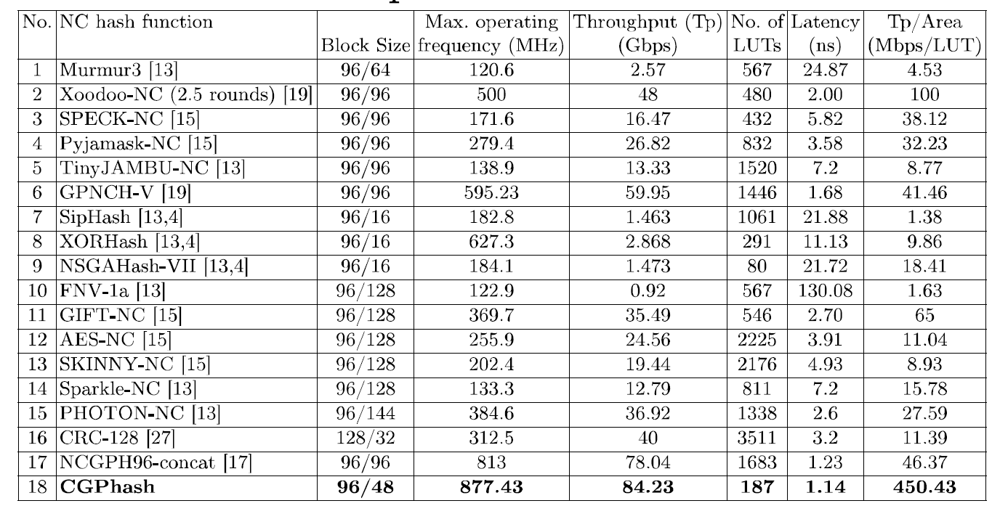 No. NC hash function Block Size Max. operating frequency (MHz) Throughput (Tp) (Gbps) No. of LUTs Latency (ns) Tp/Area (Mbps/LUT)
1 Murmur3 [13] 96/64 120.6 2.57 567 24.87 4.53
2 Xoodoo-NC (2.5 rounds) [19] 96/96 500 48 480 2.00 100
3 SPECK-NC [15] 96/96 171.6 16.47 432 5.82 38.12
4 Pyjamask-NC [15] 96/96 279.4 26.82 832 3.58 32.23
5 TinyJAMBU-NC [13] 96/96 138.9 13.33 1520 7.2 8.77
6 GPNCH-V [19] 96/96 595.23 59.95 1446 1.68 41.46
7 SipHash [13,4] 96/16 182.8 1.463 1061 21.88 1.38
8 XORHash [13,4] 96/16 627.3 2.868 291 11.13 9.86
9 NSGAHash-VII [13,4] 96/16 184.1 1.473 80 21.72 18.41
10 FNV-1a [13] 96/128 122.9 0.92 567 130.08 1.63
11 GIFT-NC [15] 96/128 369.7 35.49 546 2.70 65
12 AES-NC [15] 96/128 255.9 24.56 2225 3.91 11.04
13 SKINNY-NC [15] 96/128 202.4 19.44 2176 4.93 8.93
14 Sparkle-NC [13] 96/128 133.3 12.79 811 7.2 15.78
15 PHOTON-NC [13] 96/144 384.6 36.92 1338 2.6 27.59
16 CRC-128 [27] 128/32 312.5 40 3511 3.2 11.39
17 NCGPH96-concat [17] 96/96 813 78.04 1683 1.23 46.37
18 CGPhash 96/48 877.43 84.23 187 1.14 450.43